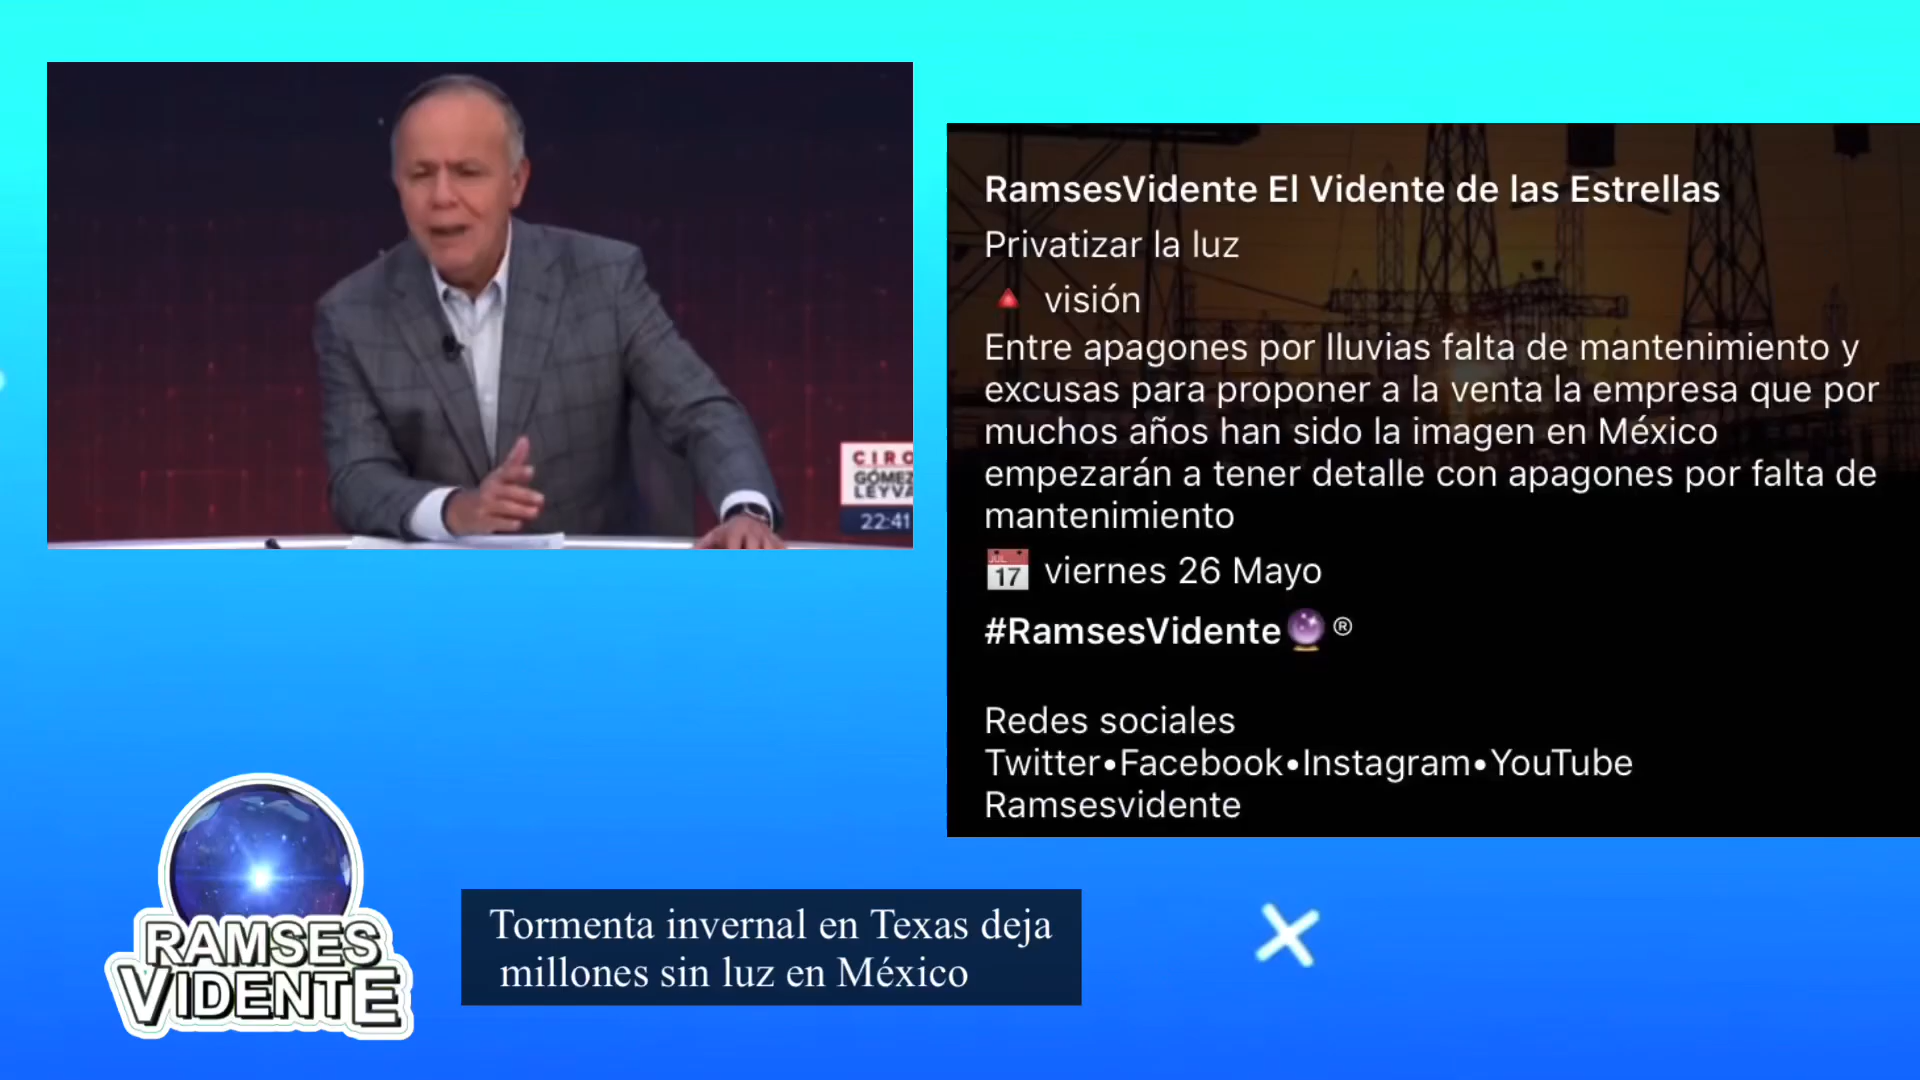 CIRO
GÓMEZ
LEYVA
22:41
RamsesVidente El Vidente de las Estrellas
Privatizar la luz
🔺 visión
Entre apagones por lluvias falta de mantenimiento y
excusas para proponer a la venta la empresa que por
muchos años han sido la imagen en México
empezarán a tener detalle con apagones por falta de
mantenimiento
📅 viernes 26 Mayo
#RamsesVidente🔮®
Redes sociales
Twitter•Facebook•Instagram•YouTube
Ramsesvidente
RAMSES
VIDENTE
Tormenta invernal en Texas deja
millones sin luz en México